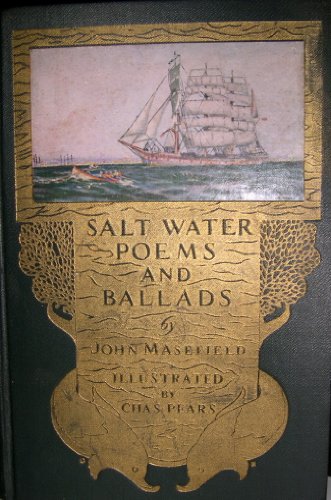 SALT WATER
POEMS
AND
BALLADS
by
JOHN MASEFIELD
ILLUSTRATED
BY
CHAS. PEARS